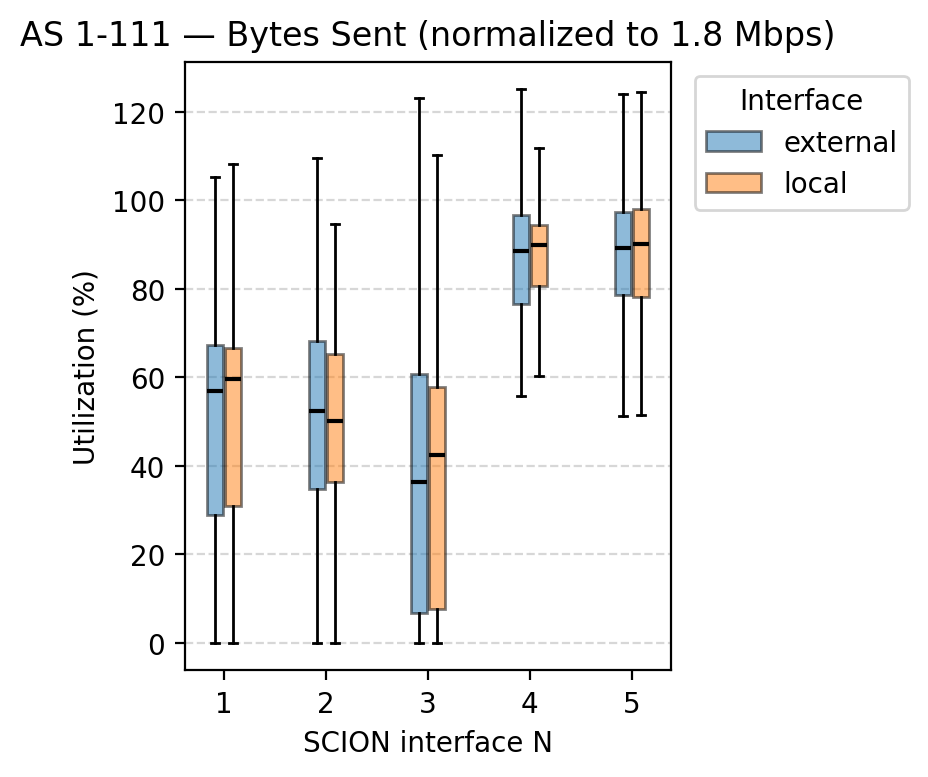 AS 1-111 — Bytes Sent (normalized to 1.8 Mbps)
Interface
external
local
Utilization (%)
120
100
80
60
40
20
0
1 2 3 4 5
SCION interface N